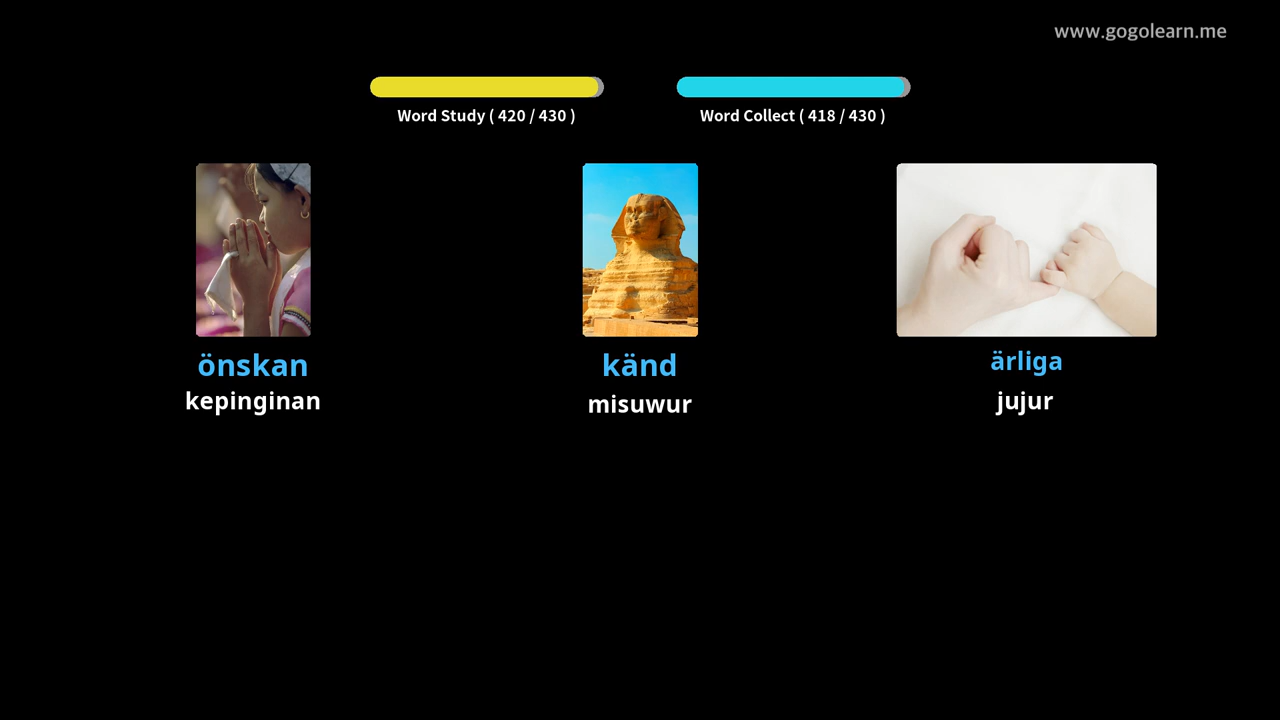 www.gogolearn.me
Word Study ( 420 / 430 )
Word Collect ( 418 / 430 )
önskan
kepinginan
känd
misuwur
ärliga
jujur